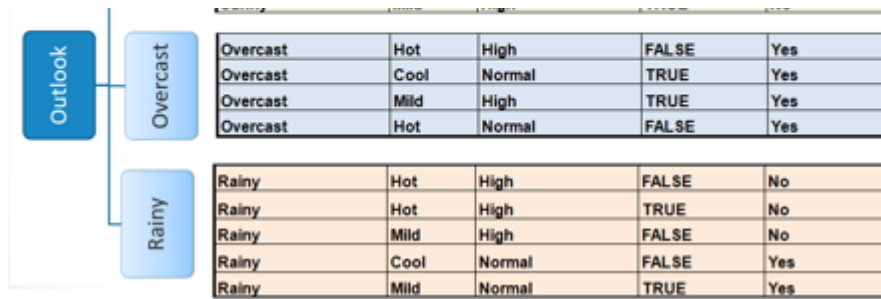 Outlook
Overcast
Overcast Hot High FALSE Yes
Overcast Cool Normal TRUE Yes
Overcast Mild High TRUE Yes
Overcast Hot Normal FALSE Yes
Rainy
Rainy Hot High FALSE No
Rainy Hot High TRUE No
Rainy Mild High FALSE No
Rainy Cool Normal FALSE Yes
Rainy Mild Normal TRUE Yes